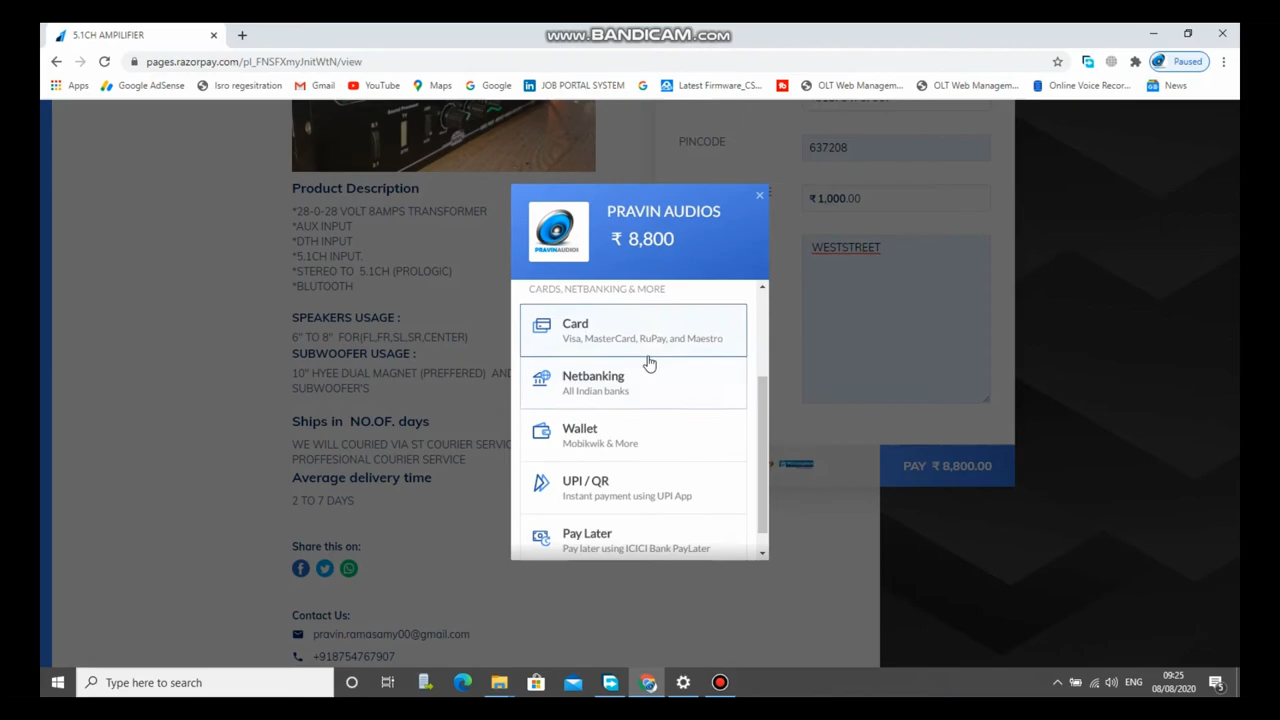 www.BANDICAM.com
5.1CH AMPILIFIER
pages.razorpay.com/pl_FNSFXmyJnitWtN/view
Paused
Apps
Google AdSense
Isro regesitration
Gmail
YouTube
Maps
Google
JOB PORTAL SYSTEM
Latest Firmware_CS...
OLT Web Managem...
OLT Web Managem...
Online Voice Recor...
News
PINCODE
637208
₹ 1,000.00
WESTSTREET
PAY ₹ 8,800.00
Product Description
*28-0-28 VOLT 8AMPS TRANSFORMER
*AUX INPUT
*DTH INPUT
*5.1CH INPUT.
*STEREO TO 5.1CH (PROLOGIC)
*BLUTOOTH
SPEAKERS USAGE :
6" TO 8" FOR(FL,FR,SL,SR,CENTER)
SUBWOOFER USAGE :
10" HYEE DUAL MAGNET (PREFFERED) AND
SUBWOOFER'S
Ships in NO.OF. days
WE WILL COURIED VIA ST COURIER SERVIC
PROFFESIONAL COURIER SERVICE
Average delivery time
2 TO 7 DAYS
Share this on:
Contact Us:
pravin.ramasamy00@gmail.com
+918754767907
PRAVIN AUDIOS
₹ 8,800
PRAVINAUDIOS
CARDS, NETBANKING & MORE
Card
Visa, MasterCard, RuPay, and Maestro
Netbanking
All Indian banks
Wallet
Mobikwik & More
UPI / QR
Instant payment using UPI App
Pay Later
Pay later using ICICI Bank PayLater
Type here to search
ENG
09:25
08/08/2020
5